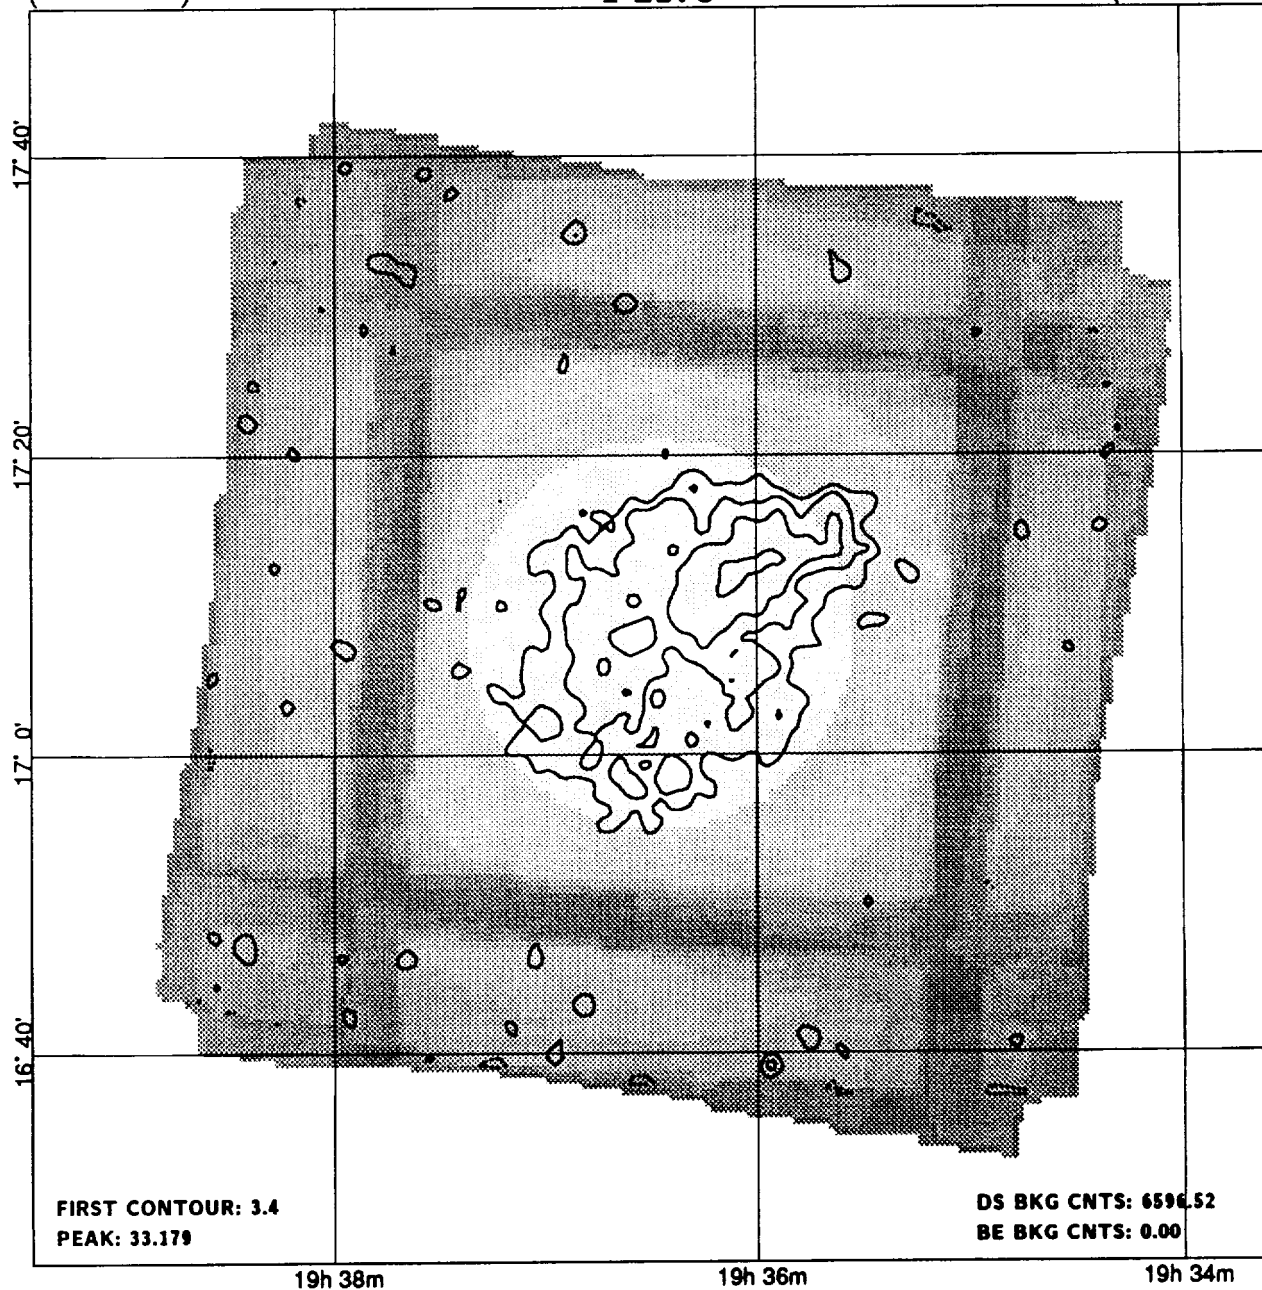 17° 40'
17° 20'
17° 0'
16° 40'
FIRST CONTOUR: 3.4
PEAK: 33.179
DS BKG CNTS: 6596.52
BE BKG CNTS: 0.00
19h 38m
19h 36m
19h 34m